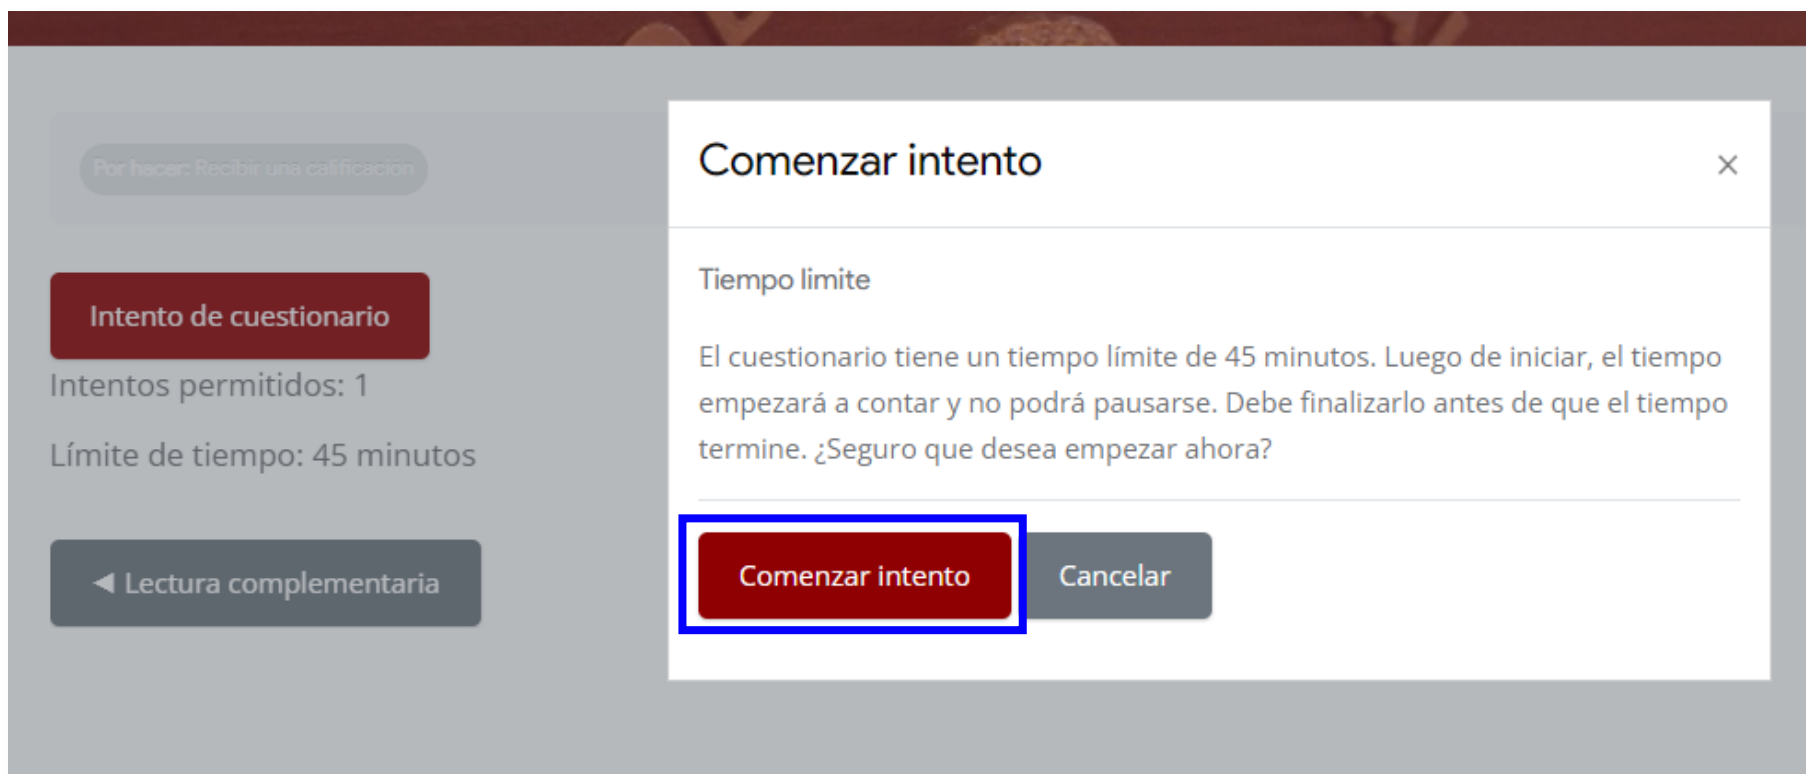 Por hacer: Recibir una calificación
Intento de cuestionario
Intentos permitidos: 1
Límite de tiempo: 45 minutos
◄ Lectura complementaria
Comenzar intento
×
Tiempo limite
El cuestionario tiene un tiempo límite de 45 minutos. Luego de iniciar, el tiempo
empezará a contar y no podrá pausarse. Debe finalizarlo antes de que el tiempo
termine. ¿Seguro que desea empezar ahora?
Comenzar intento
Cancelar